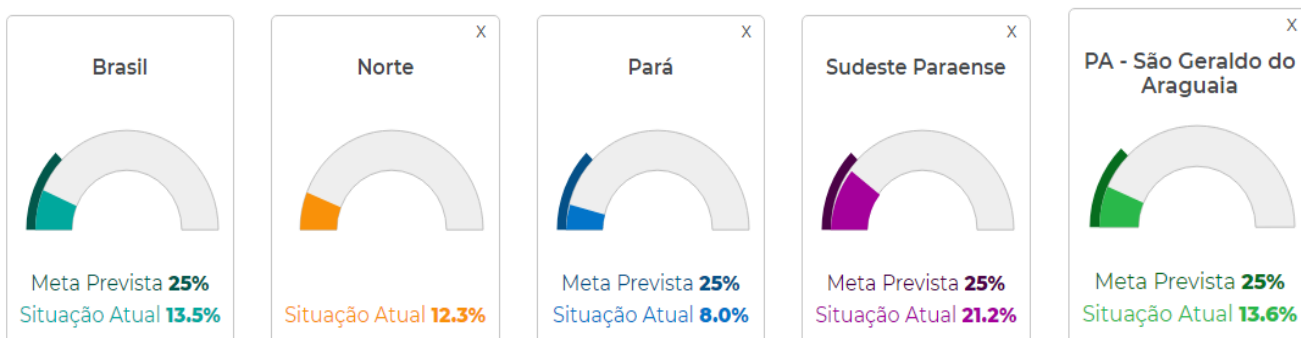 Brasil
Meta Prevista 25%
Situação Atual 13.5%
X
Norte
Situação Atual 12.3%
X
Pará
Meta Prevista 25%
Situação Atual 8.0%
X
Sudeste Paraense
Meta Prevista 25%
Situação Atual 21.2%
X
PA - São Geraldo do
Araguaia
Meta Prevista 25%
Situação Atual 13.6%